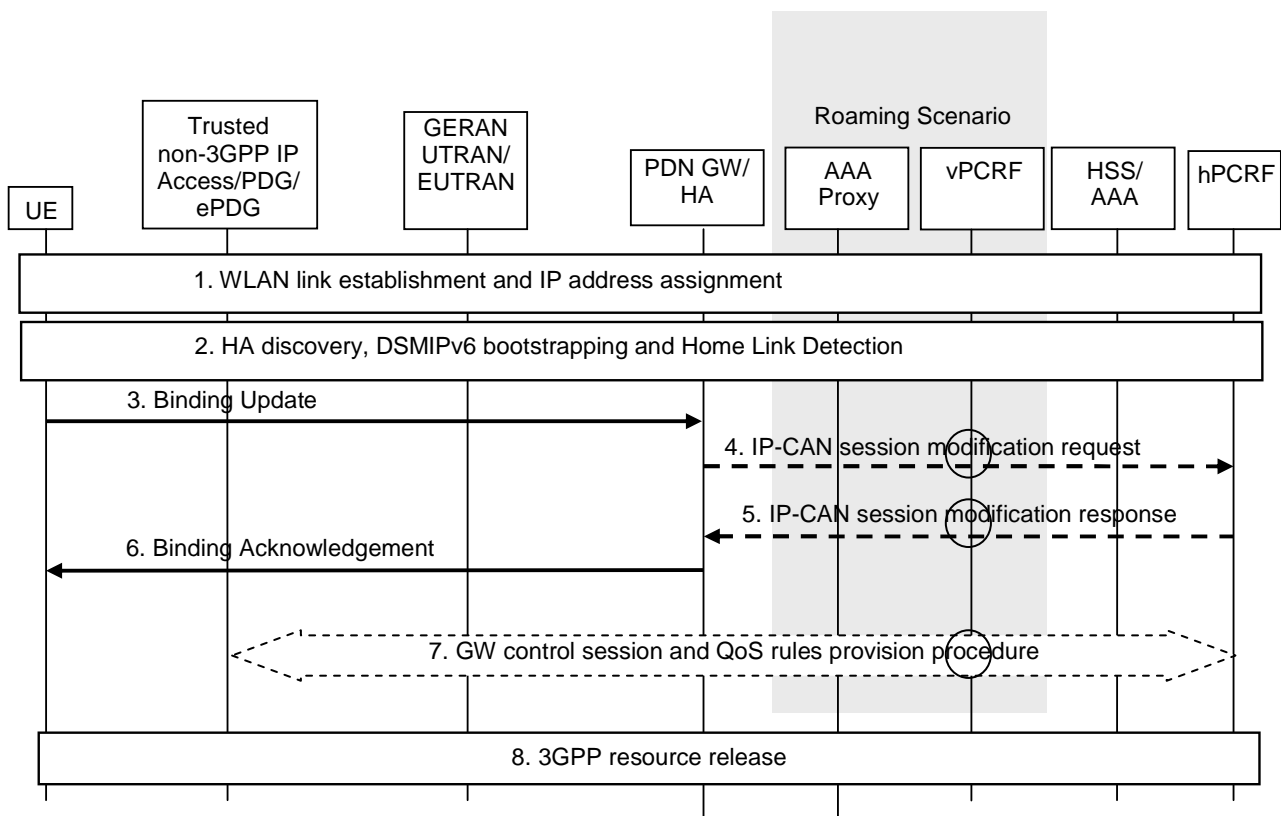 Roaming Scenario
UE
Trusted
non-3GPP IP
Access/PDG/
ePDG
GERAN
UTRAN/
EUTRAN
PDN GW/
HA
AAA
Proxy
vPCRF
HSS/
AAA
hPCRF
1. WLAN link establishment and IP address assignment
2. HA discovery, DSMIPv6 bootstrapping and Home Link Detection
3. Binding Update
4. IP-CAN session modification request
5. IP-CAN session modification response
6. Binding Acknowledgement
7. GW control session and QoS rules provision procedure
8. 3GPP resource release